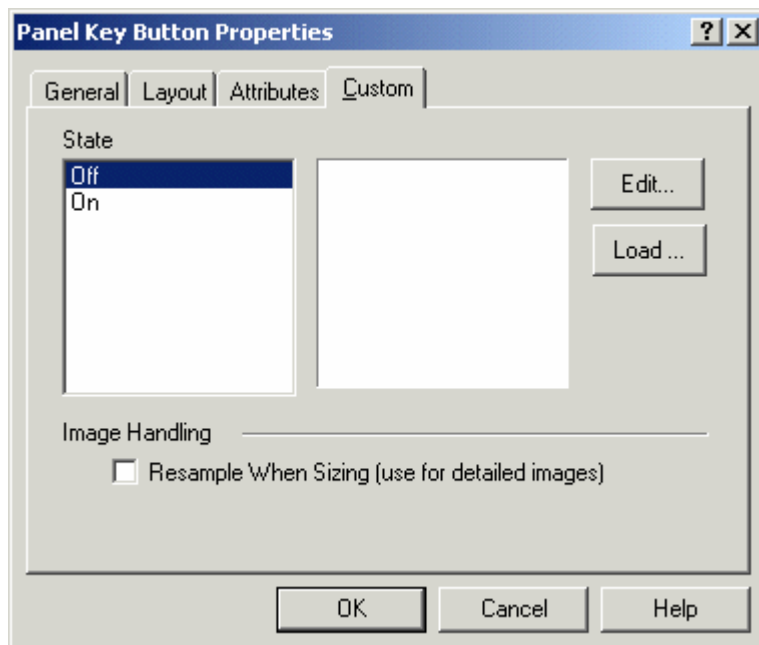 Panel Key Button Properties
General Layout Attributes Custom
State
Off
On
Edit...
Load ...
Image Handling
Resample When Sizing (use for detailed images)
OK Cancel Help